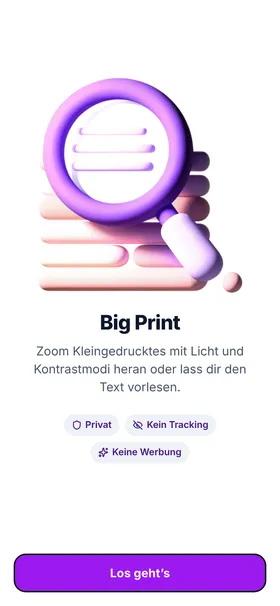 Big Print
Zoom Kleingedrucktes mit Licht und
Kontrastmodi heran oder lass dir den
Text vorlesen.
Privat
Kein Tracking
Keine Werbung
Los geht’s